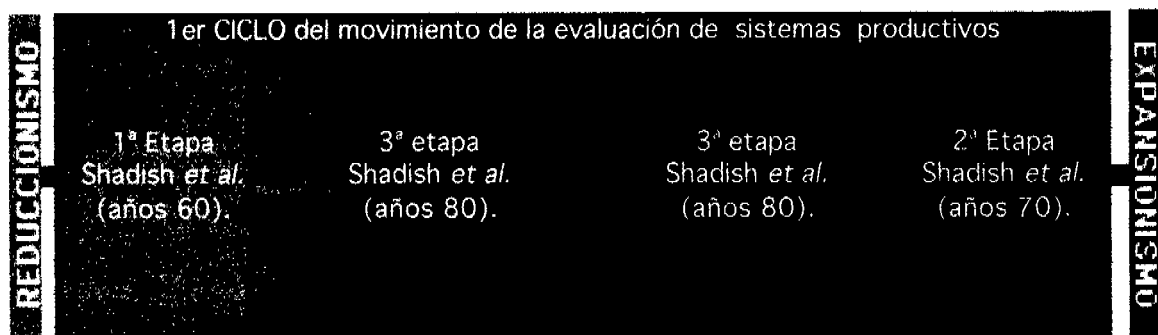 1er CICLO del movimiento de la evaluación de sistemas productivos
REDUCCIONISMO
1ª Etapa
Shadish et al.
(años 60).
3ª etapa
Shadish et al.
(años 80).
3ª etapa
Shadish et al.
(años 80).
2ª Etapa
Shadish et al.
(años 70).
EXPANSIONISMO